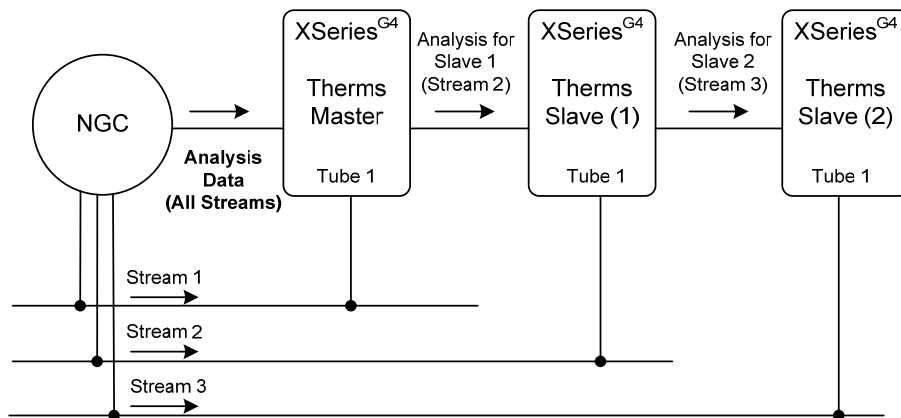 NGC
Analysis
Data
(All Streams)
XSeriesG4
Therms
Master
Tube 1
Analysis for
Slave 1
(Stream 2)
XSeriesG4
Therms
Slave (1)
Tube 1
Analysis for
Slave 2
(Stream 3)
XSeriesG4
Therms
Slave (2)
Tube 1
Stream 1
Stream 2
Stream 3